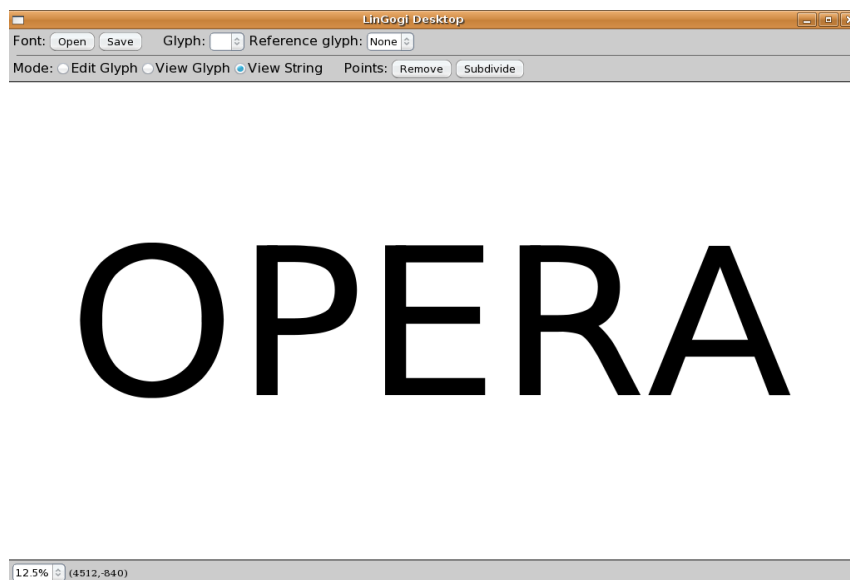 LinGogi Desktop
Font: Open Save Glyph: Reference glyph: None
Mode: Edit Glyph View Glyph View String Points: Remove Subdivide
OPERA
12.5% (4512,-840)